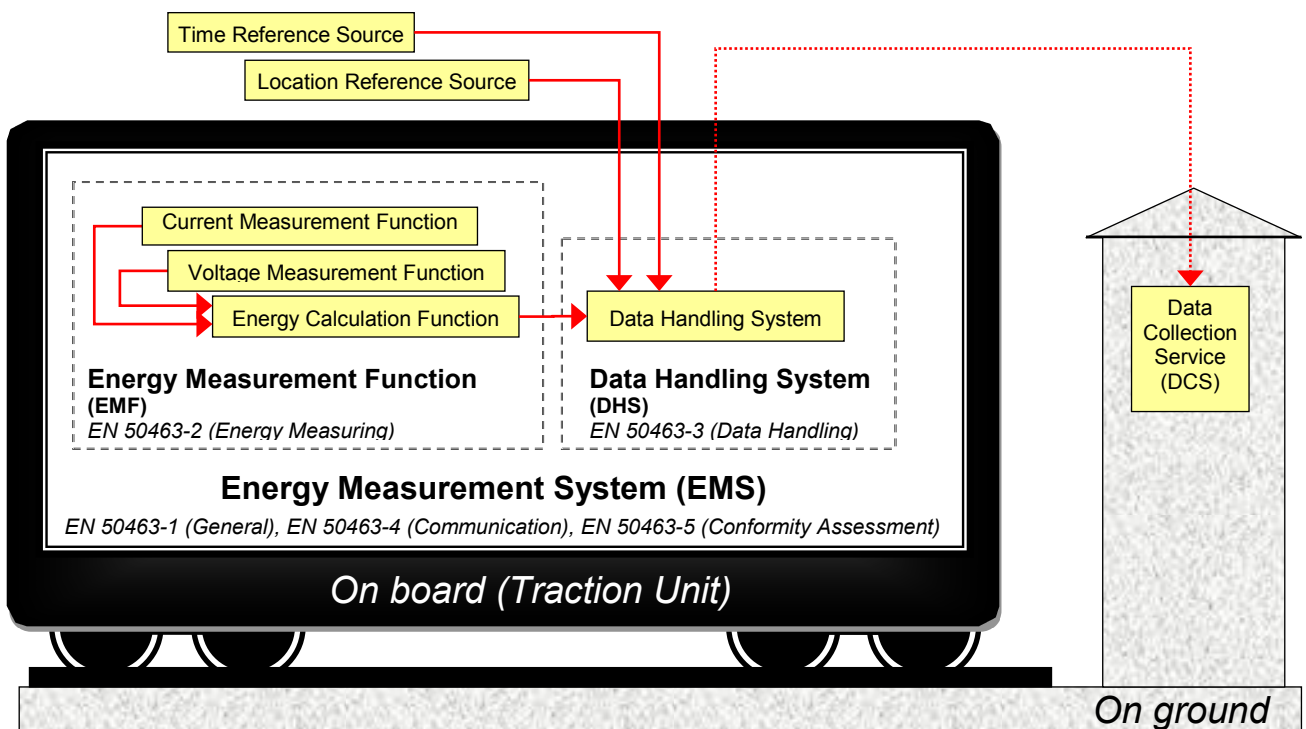 Time Reference Source
Location Reference Source
Current Measurement Function
Voltage Measurement Function
Energy Calculation Function
Data Handling System
Energy Measurement Function
(EMF)
EN 50463-2 (Energy Measuring)
Data Handling System
(DHS)
EN 50463-3 (Data Handling)
Energy Measurement System (EMS)
EN 50463-1 (General), EN 50463-4 (Communication), EN 50463-5 (Conformity Assessment)
On board (Traction Unit)
Data
Collection
Service
(DCS)
On ground